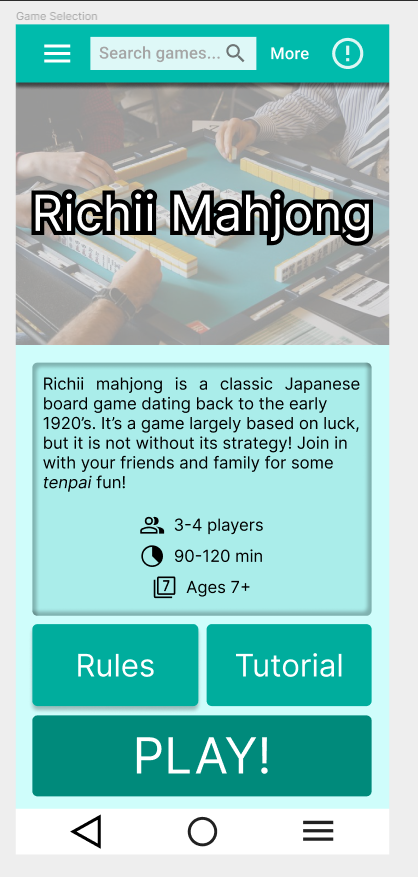 Game Selection
Search games...
More
Richii Mahjong
Richii mahjong is a classic Japanese
board game dating back to the early
1920's. It's a game largely based on luck,
but it is not without its strategy! Join in
with your friends and family for some
tenpai fun!
3-4 players
90-120 min
7
Ages 7+
Rules
Tutorial
PLAY!